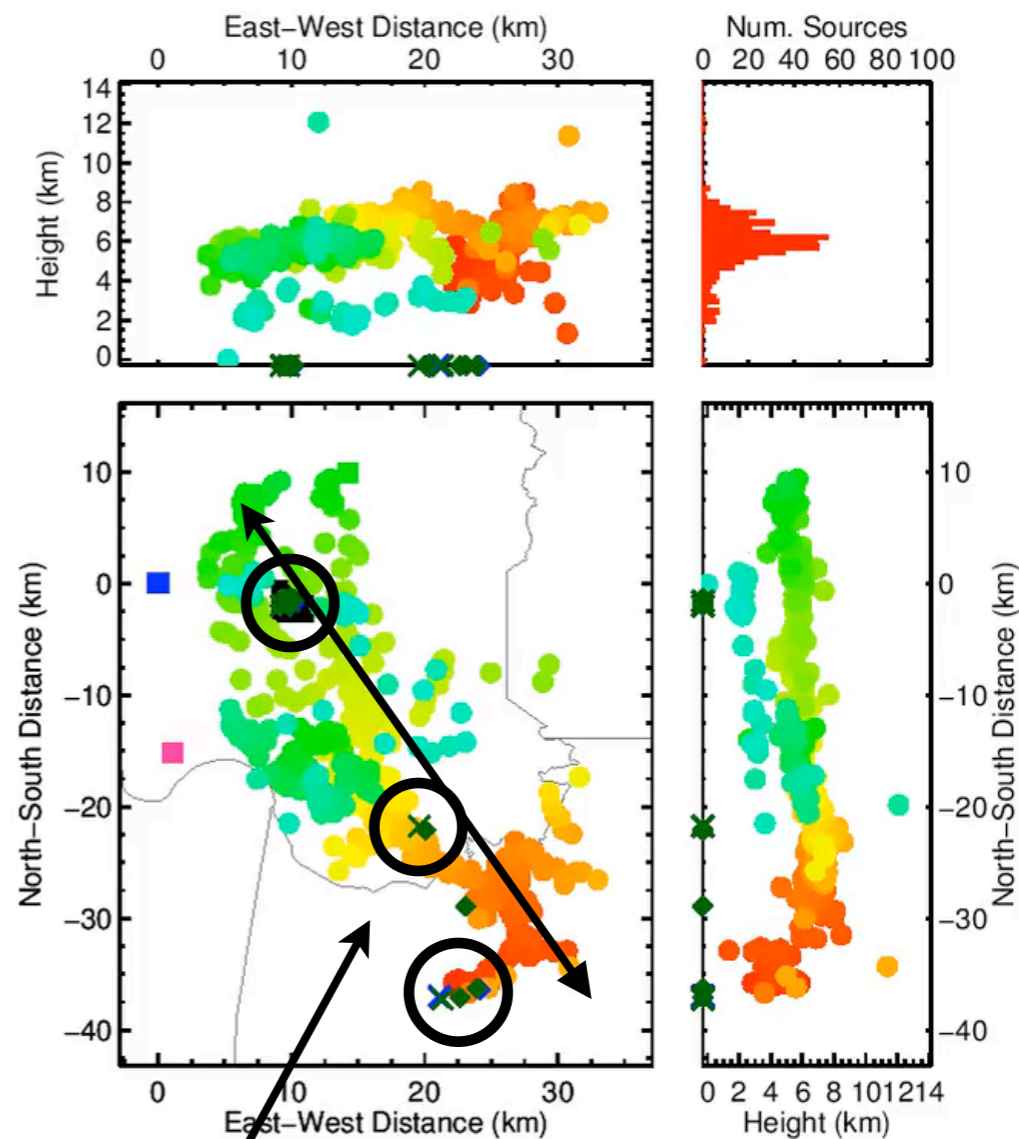 East−West Distance (km) Num. Sources
0 10 20 30 0 20 40 60 80 100
14
12
10
8
6
4
2
0
Height (km)
10
0
−10
−20
−30
−40
North−South Distance (km)
10
0
−10
−20
−30
−40
North−South Distance (km)
0 10 20 30 0 2 4 6 8 10 12 14
East−West Distance (km) Height (km)